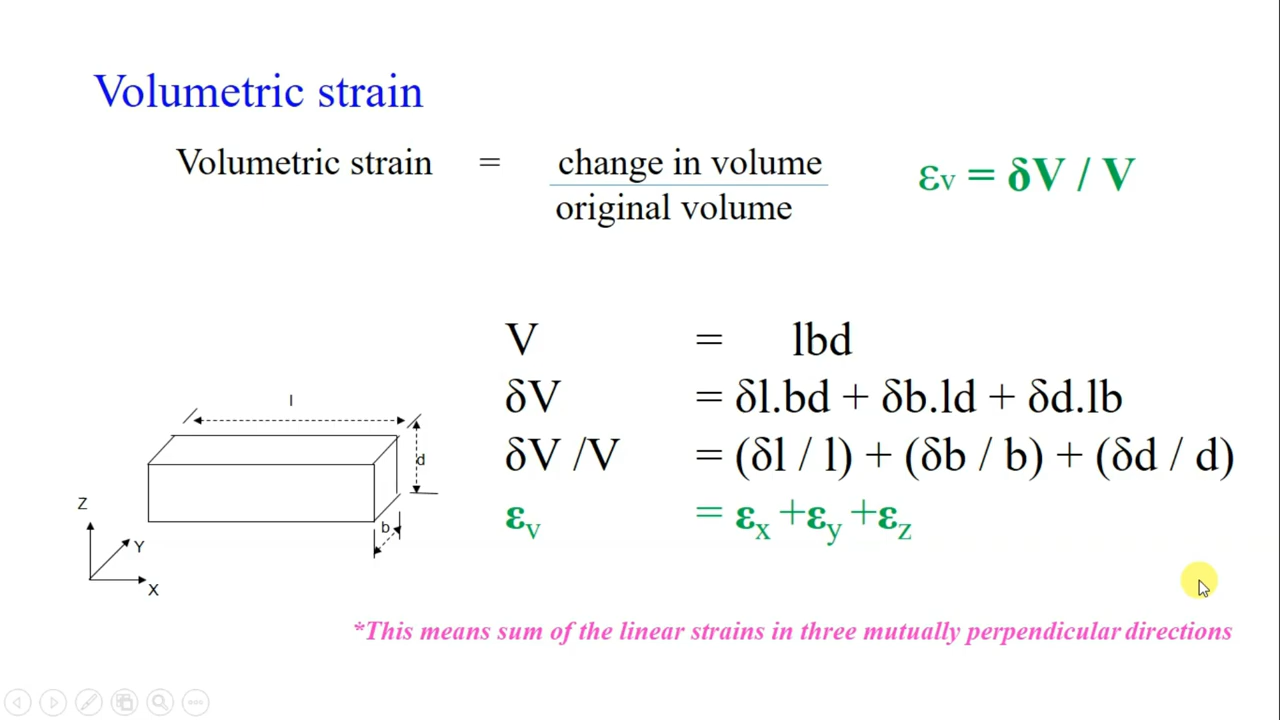 Volumetric strain
Volumetric strain = change in volume
original volume
εv = δV / V
V = lbd
δV = δl.bd + δb.ld + δd.lb
δV /V = (δl / l) + (δb / b) + (δd / d)
εv = εx +εy +εz
l
d
b
Z
Y
X
*This means sum of the linear strains in three mutually perpendicular directions